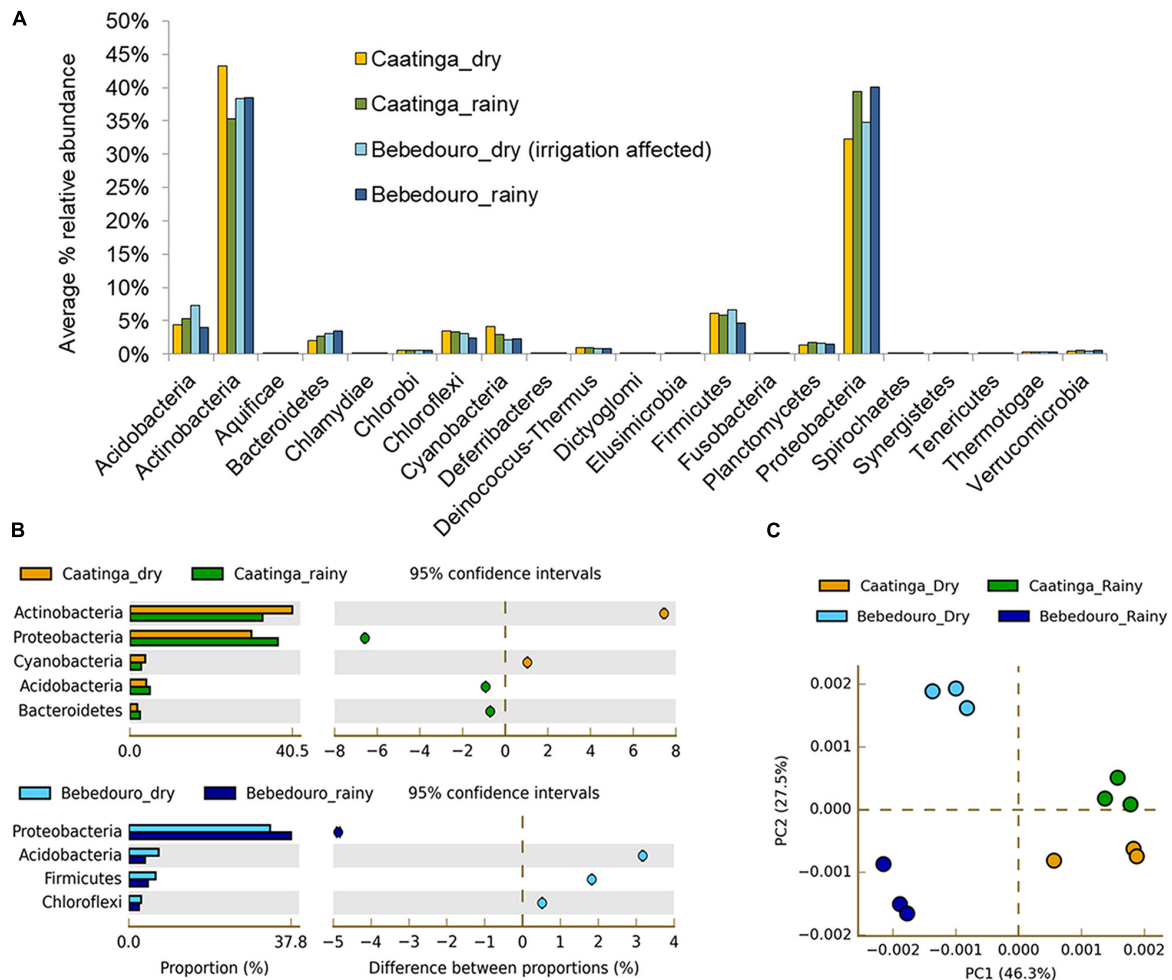 A
50%
45%
40%
35%
30%
25%
20%
15%
10%
5%
0%
Average % relative abundance
Caatinga_dry
Caatinga_rainy
Bebedouro_dry (irrigation affected)
Bebedouro_rainy
Acidobacteria
Actinobacteria
Aquificae
Bacteroidetes
Chlamydiae
Chlorobi
Chloroflexi
Cyanobacteria
Deferribacteres
Deinococcus-Thermus
Dictyoglomi
Elusimicrobia
Firmicutes
Fusobacteria
Planctomycetes
Proteobacteria
Spirochaetes
Synergistetes
Tenericutes
Thermotogae
Verrucomicrobia
B
Caatinga_dry Caatinga_rainy 95% confidence intervals
Actinobacteria
Proteobacteria
Cyanobacteria
Acidobacteria
Bacteroidetes
0.0 40.5 −8 −6 −4 −2 0 2 4 6 8
Bebedouro_dry Bebedouro_rainy 95% confidence intervals
Proteobacteria
Acidobacteria
Firmicutes
Chloroflexi
0.0 37.8 −5 −4 −3 −2 −1 0 1 2 3 4
Proportion (%) Difference between proportions (%)
C
Caatinga_Dry Caatinga_Rainy
Bebedouro_Dry Bebedouro_Rainy
0.002
0.001
0.000
−0.001
−0.002
PC2 (27.5%)
−0.002 −0.001 0.000 0.001 0.002
PC1 (46.3%)